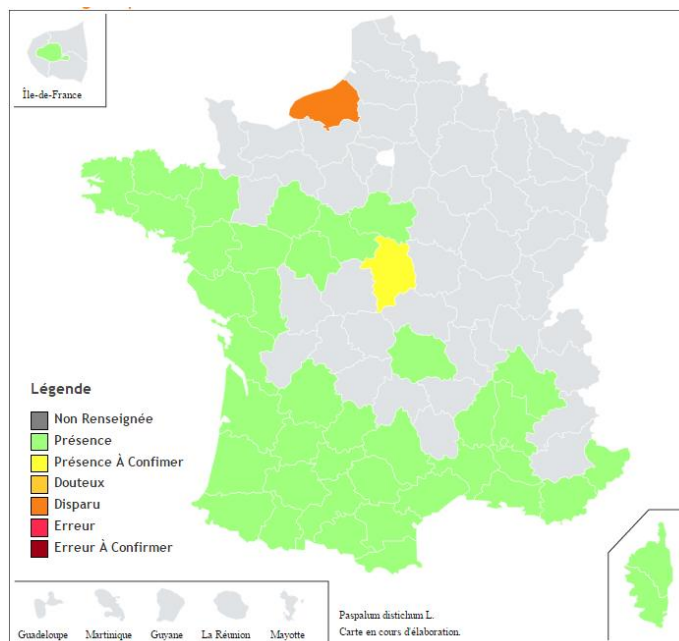 Île-de-France
Légende
Non Renseignée
Présence
Présence À Confimer
Douteux
Disparu
Erreur
Erreur À Confirmer
Guadeloupe
Martinique
Guyane
La Réunion
Mayotte
Paspalum distichum L.
Carte en cours d'élaboration.